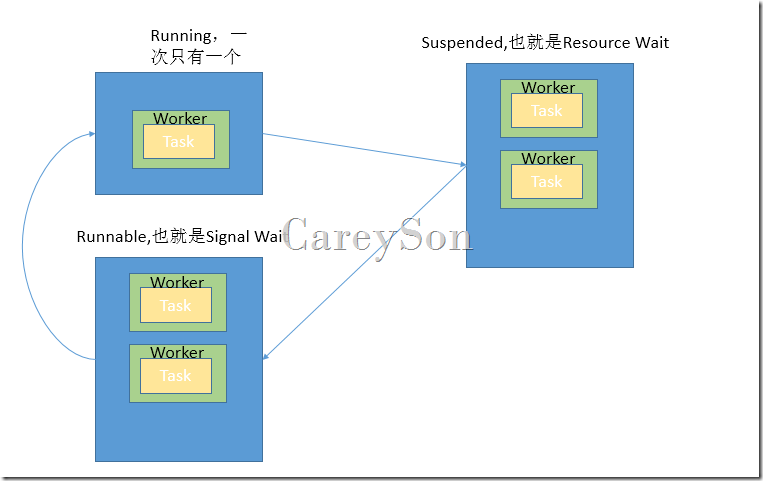 Running，一
次只有一个
Worker
Task
Suspended,也就是Resource Wait
Worker
Task
Worker
Task
Runnable,也就是Signal Wait
CareySon
Worker
Task
Worker
Task